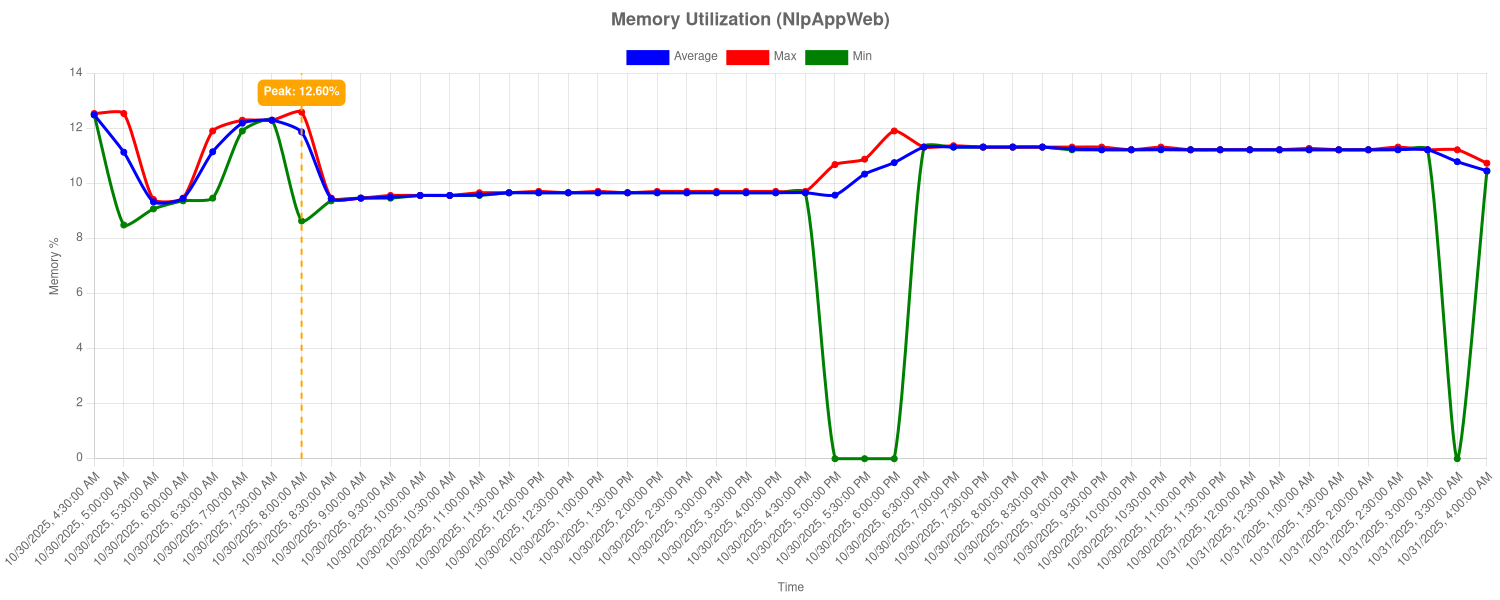 Memory Utilization (NlpAppWeb)
Average Max Min
Peak: 12.60%
14
12
10
8
6
4
2
0
Memory %
10/30/2025, 4:30:00 AM
10/30/2025, 5:00:00 AM
10/30/2025, 5:30:00 AM
10/30/2025, 6:00:00 AM
10/30/2025, 6:30:00 AM
10/30/2025, 7:00:00 AM
10/30/2025, 7:30:00 AM
10/30/2025, 8:00:00 AM
10/30/2025, 8:30:00 AM
10/30/2025, 9:00:00 AM
10/30/2025, 9:30:00 AM
10/30/2025, 10:00:00 AM
10/30/2025, 10:30:00 AM
10/30/2025, 11:00:00 AM
10/30/2025, 11:30:00 AM
10/30/2025, 12:00:00 PM
10/30/2025, 12:30:00 PM
10/30/2025, 1:00:00 PM
10/30/2025, 1:30:00 PM
10/30/2025, 2:00:00 PM
10/30/2025, 2:30:00 PM
10/30/2025, 3:00:00 PM
10/30/2025, 3:30:00 PM
10/30/2025, 4:00:00 PM
10/30/2025, 4:30:00 PM
10/30/2025, 5:00:00 PM
10/30/2025, 5:30:00 PM
10/30/2025, 6:00:00 PM
10/30/2025, 6:30:00 PM
10/30/2025, 7:00:00 PM
10/30/2025, 7:30:00 PM
10/30/2025, 8:00:00 PM
10/30/2025, 8:30:00 PM
10/30/2025, 9:00:00 PM
10/30/2025, 9:30:00 PM
10/30/2025, 10:00:00 PM
10/30/2025, 10:30:00 PM
10/30/2025, 11:00:00 PM
10/30/2025, 11:30:00 PM
10/31/2025, 12:00:00 AM
10/31/2025, 12:30:00 AM
10/31/2025, 1:00:00 AM
10/31/2025, 1:30:00 AM
10/31/2025, 2:00:00 AM
10/31/2025, 2:30:00 AM
10/31/2025, 3:00:00 AM
10/31/2025, 3:30:00 AM
10/31/2025, 4:00:00 AM
Time